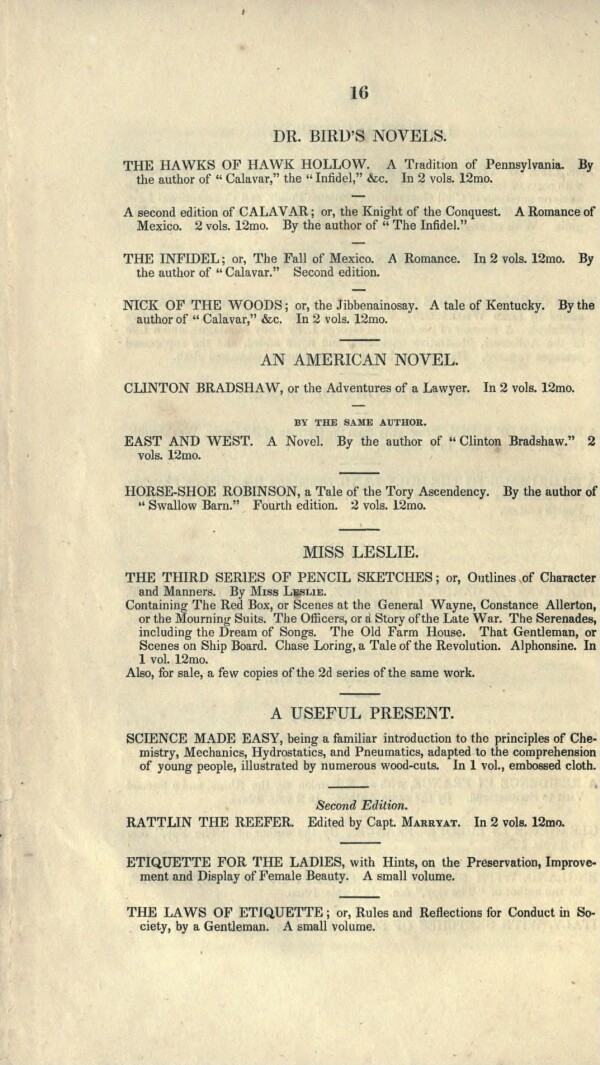 16
DR. BIRD'S NOVELS.
THE HAWKS OF HAWK HOLLOW. A Tradition of Pennsylvania. By
the author of "Calavar," the "Infidel," &c. In 2 vols. 12mo.
A second edition of CALAVAR; or, the Knight of the Conquest. A Romance of
Mexico. 2 vols. 12mo. By the author of "The Infidel."
THE INFIDEL; or, The Fall of Mexico. A Romance. In 2 vols. 12mo. By
the author of "Calavar." Second edition.
NICK OF THE WOODS; or, the Jibbenainosay. A tale of Kentucky. By the
author of "Calavar," &c. In 2 vols. 12mo.
AN AMERICAN NOVEL.
CLINTON BRADSHAW, or the Adventures of a Lawyer. In 2 vols. 12mo.
BY THE SAME AUTHOR.
EAST AND WEST. A Novel. By the author of "Clinton Bradshaw." 2
vols. 12mo.
HORSE-SHOE ROBINSON, a Tale of the Tory Ascendency. By the author of
"Swallow Barn." Fourth edition. 2 vols. 12mo.
MISS LESLIE.
THE THIRD SERIES OF PENCIL SKETCHES; or, Outlines of Character
and Manners. By MISS LESLIE.
Containing The Red Box, or Scenes at the General Wayne, Constance Allerton,
or the Mourning Suits. The Officers, or a Story of the Late War. The Serenades,
including the Dream of Songs. The Old Farm House. That Gentleman, or
Scenes on Ship Board. Chase Loring, a Tale of the Revolution. Alphonsine. In
1 vol. 12mo.
Also, for sale, a few copies of the 2d series of the same work.
A USEFUL PRESENT.
SCIENCE MADE EASY, being a familiar introduction to the principles of Che-
mistry, Mechanics, Hydrostatics, and Pneumatics, adapted to the comprehension
of young people, illustrated by numerous wood-cuts. In 1 vol., embossed cloth.
Second Edition.
RATTLIN THE REEFER. Edited by Capt. MARRYAT. In 2 vols. 12mo.
ETIQUETTE FOR THE LADIES, with Hints, on the Preservation, Improve-
ment and Display of Female Beauty. A small volume.
THE LAWS OF ETIQUETTE; or, Rules and Reflections for Conduct in So-
ciety, by a Gentleman. A small volume.